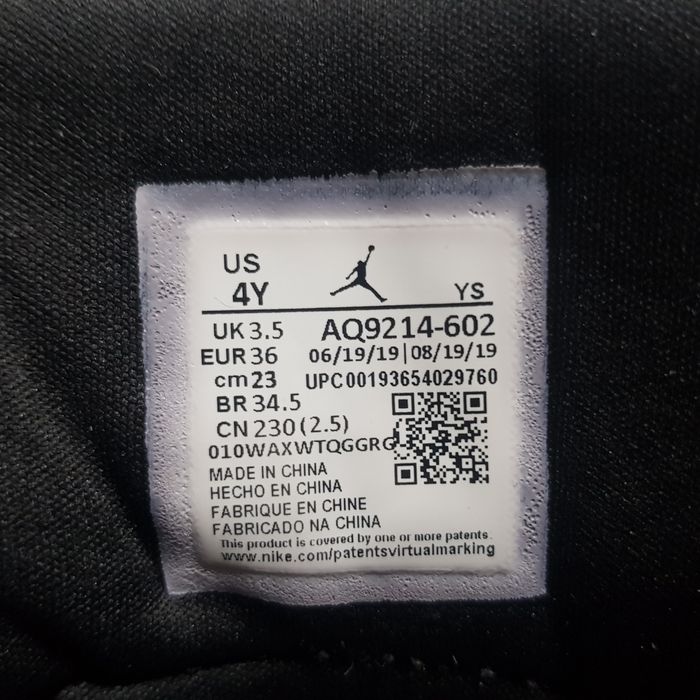 US
4Y YS
UK 3.5 AQ9214-602
EUR 36 06/19/19|08/19/19
cm 23 UPC00193654029760
BR 34.5
CN 230 (2.5)
010WAXWTQGGRG
MADE IN CHINA
HECHO EN CHINA
FABRIQUE EN CHINE
FABRICADO NA CHINA
This product is covered by one or more patents.
www.nike.com/patentsvirtualmarking